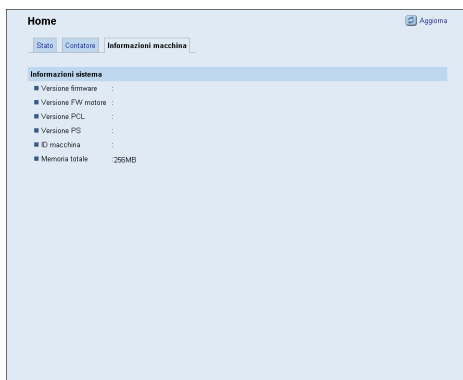 Home
Aggiorna
Stato Contatore Informazioni macchina
Informazioni sistema
Versione firmware :
Versione FW motore :
Versione PCL :
Versione PS :
ID macchina :
Memoria totale :256MB